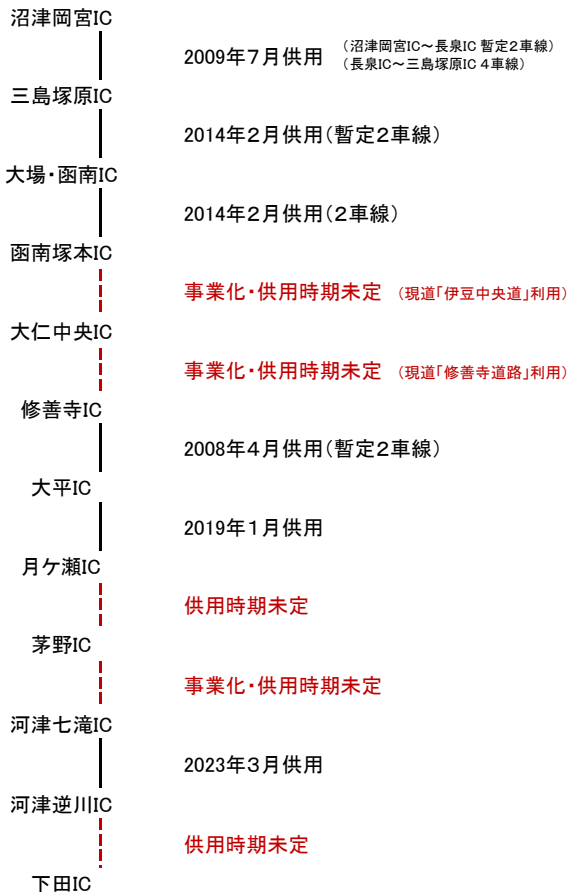 沼津岡宮IC
2009年7月供用 （沼津岡宮IC～長泉IC 暫定2車線）
（長泉IC～三島塚原IC 4車線）
三島塚原IC
2014年2月供用（暫定2車線）
大場・函南IC
2014年2月供用（2車線）
函南塚本IC
事業化・供用時期未定 （現道「伊豆中央道」利用）
大仁中央IC
事業化・供用時期未定 （現道「修善寺道路」利用）
修善寺IC
2008年4月供用（暫定2車線）
大平IC
2019年1月供用
月ケ瀬IC
供用時期未定
茅野IC
事業化・供用時期未定
河津七滝IC
2023年3月供用
河津逆川IC
供用時期未定
下田IC